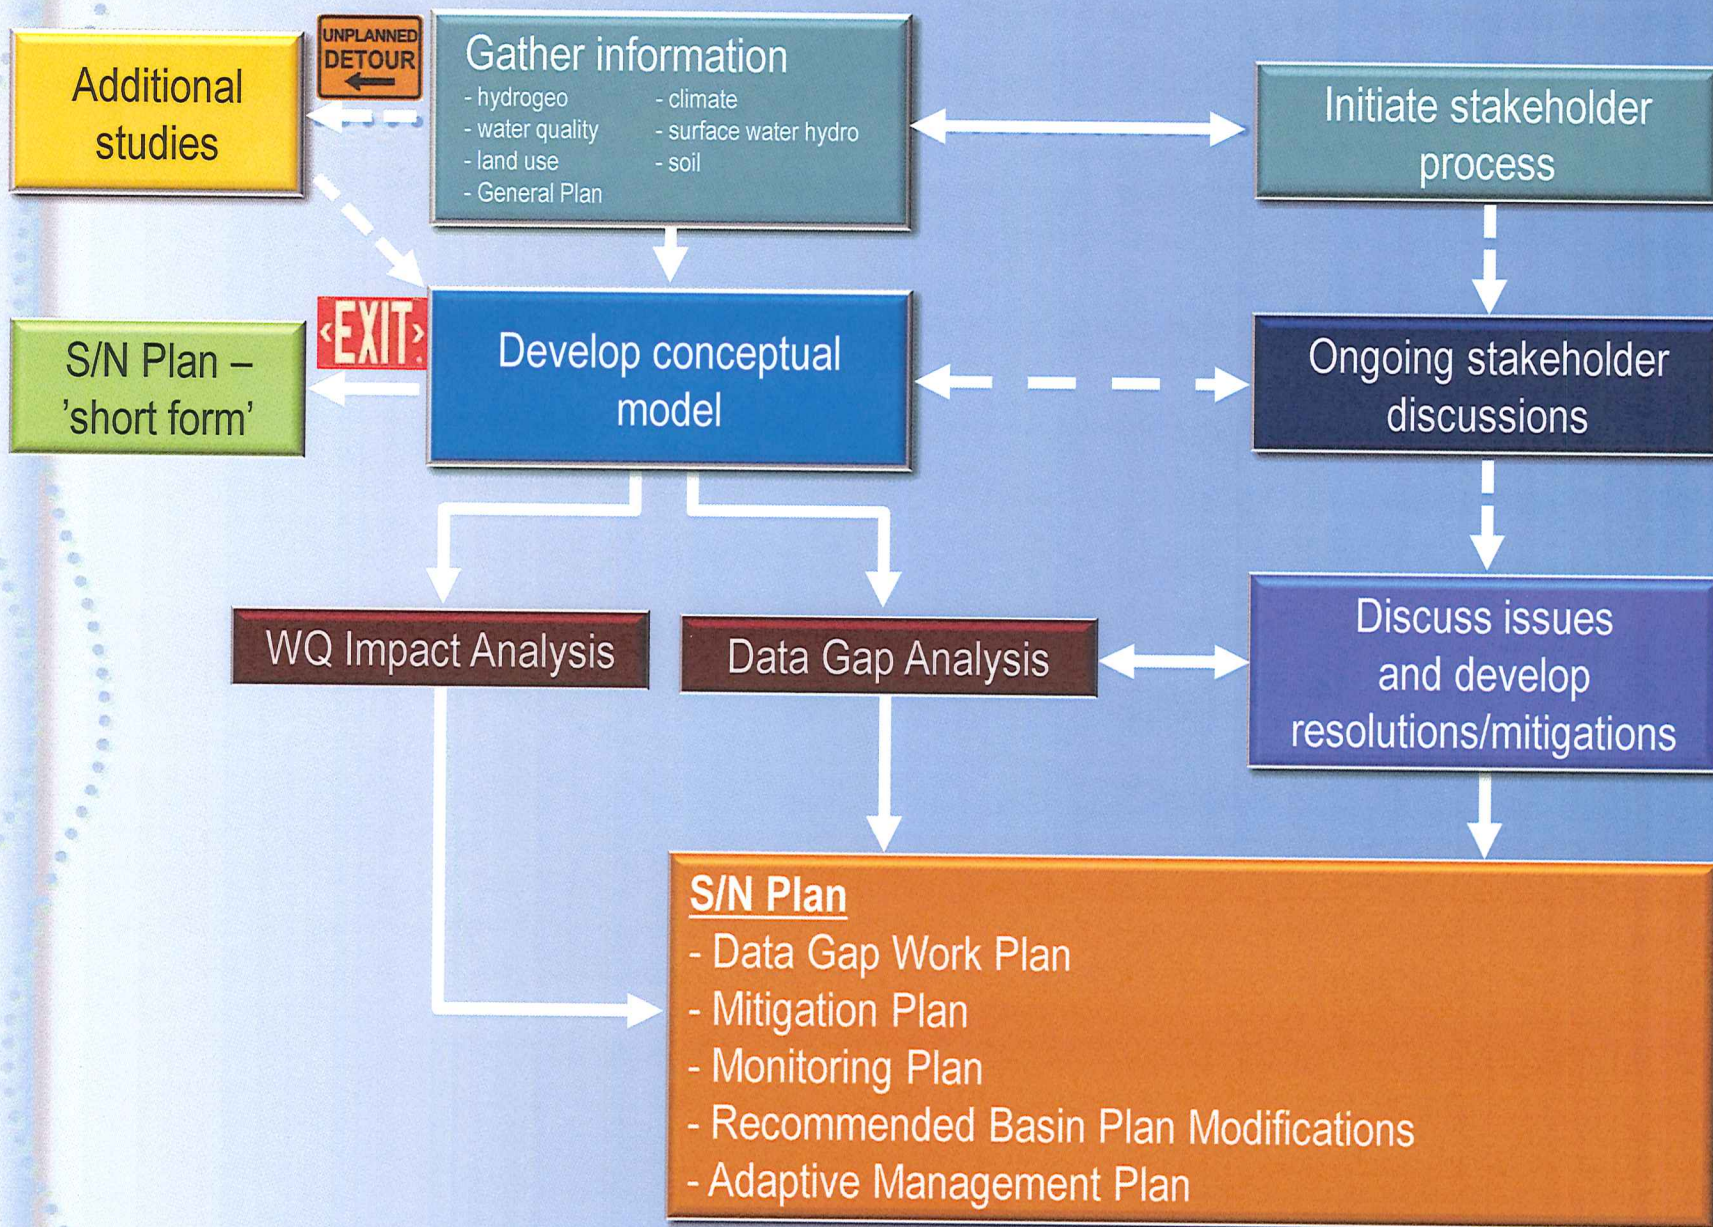 Additional
studies
UNPLANNED
DETOUR
Gather information
- hydrogeo
- water quality
- land use
- General Plan
- climate
- surface water hydro
- soil
Initiate stakeholder
process
S/N Plan –
'short form’
<EXIT>
Develop conceptual
model
Ongoing stakeholder
discussions
WQ Impact Analysis
Data Gap Analysis
Discuss issues
and develop
resolutions/mitigations
S/N Plan
- Data Gap Work Plan
- Mitigation Plan
- Monitoring Plan
- Recommended Basin Plan Modifications
- Adaptive Management Plan